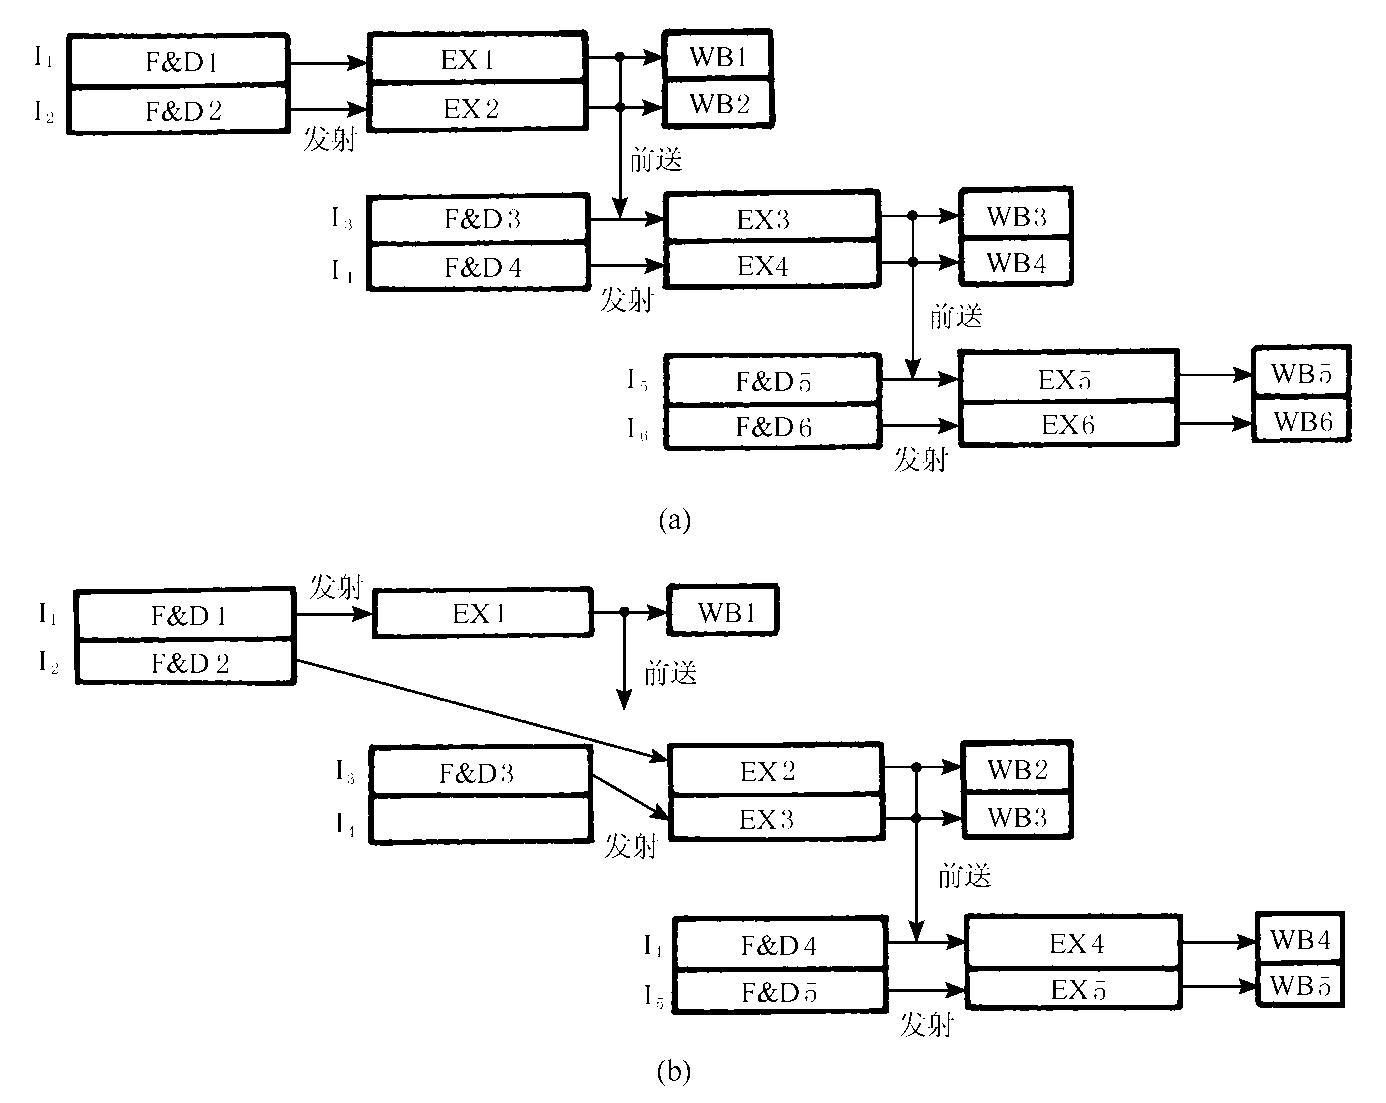 I₁ F&D1 EX1 WB1
I₂ F&D2 EX2 WB2
发射
前送
I₃ F&D3 EX3 WB3
I₄ F&D4 EX4 WB4
发射
前送
I₅ F&D5 EX5 WB5
I₆ F&D6 EX6 WB6
发射
(a)
发射
I₁ F&D1 EX1 WB1
I₂ F&D2
前送
I₃ F&D3 EX2 WB2
I₄ EX3 WB3
发射
前送
I₄ F&D4 EX4 WB4
I₅ F&D5 EX5 WB5
发射
(b)